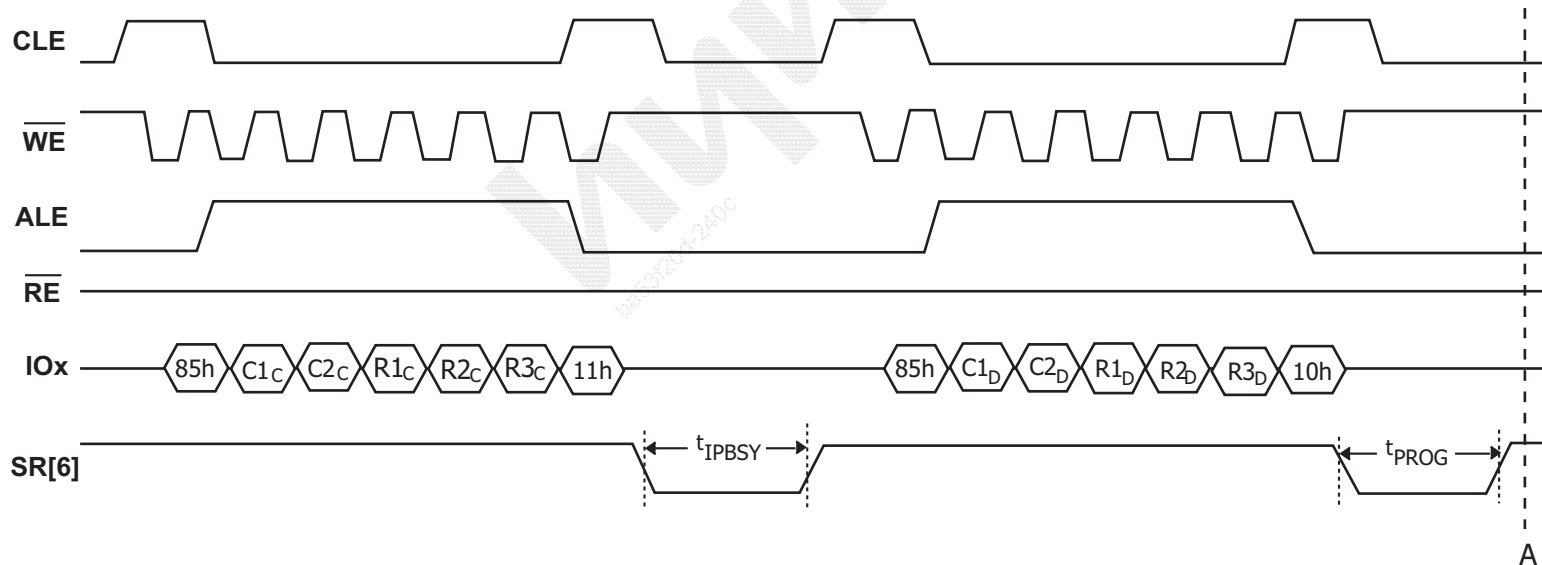 CLE
WE
ALE
RE
IOx 85h C1C C2C R1C R2C R3C 11h 85h C1D C2D R1D R2D R3D 10h
SR[6] tIPBSY tPROG
A